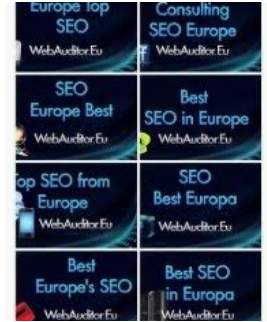 Europe Top
SEO
WebAuditor.Eu
Consulting
SEO Europe
WebAuditor.Eu
SEO
Europe Best
WebAuditor.Eu
Best
SEO in Europe
WebAuditor.Eu
Top SEO from
Europe
WebAuditor.Eu
SEO
Best Europa
WebAuditor.Eu
Best
Europe's SEO
WebAuditor.Eu
Best SEO
in Europa
WebAuditor.Eu